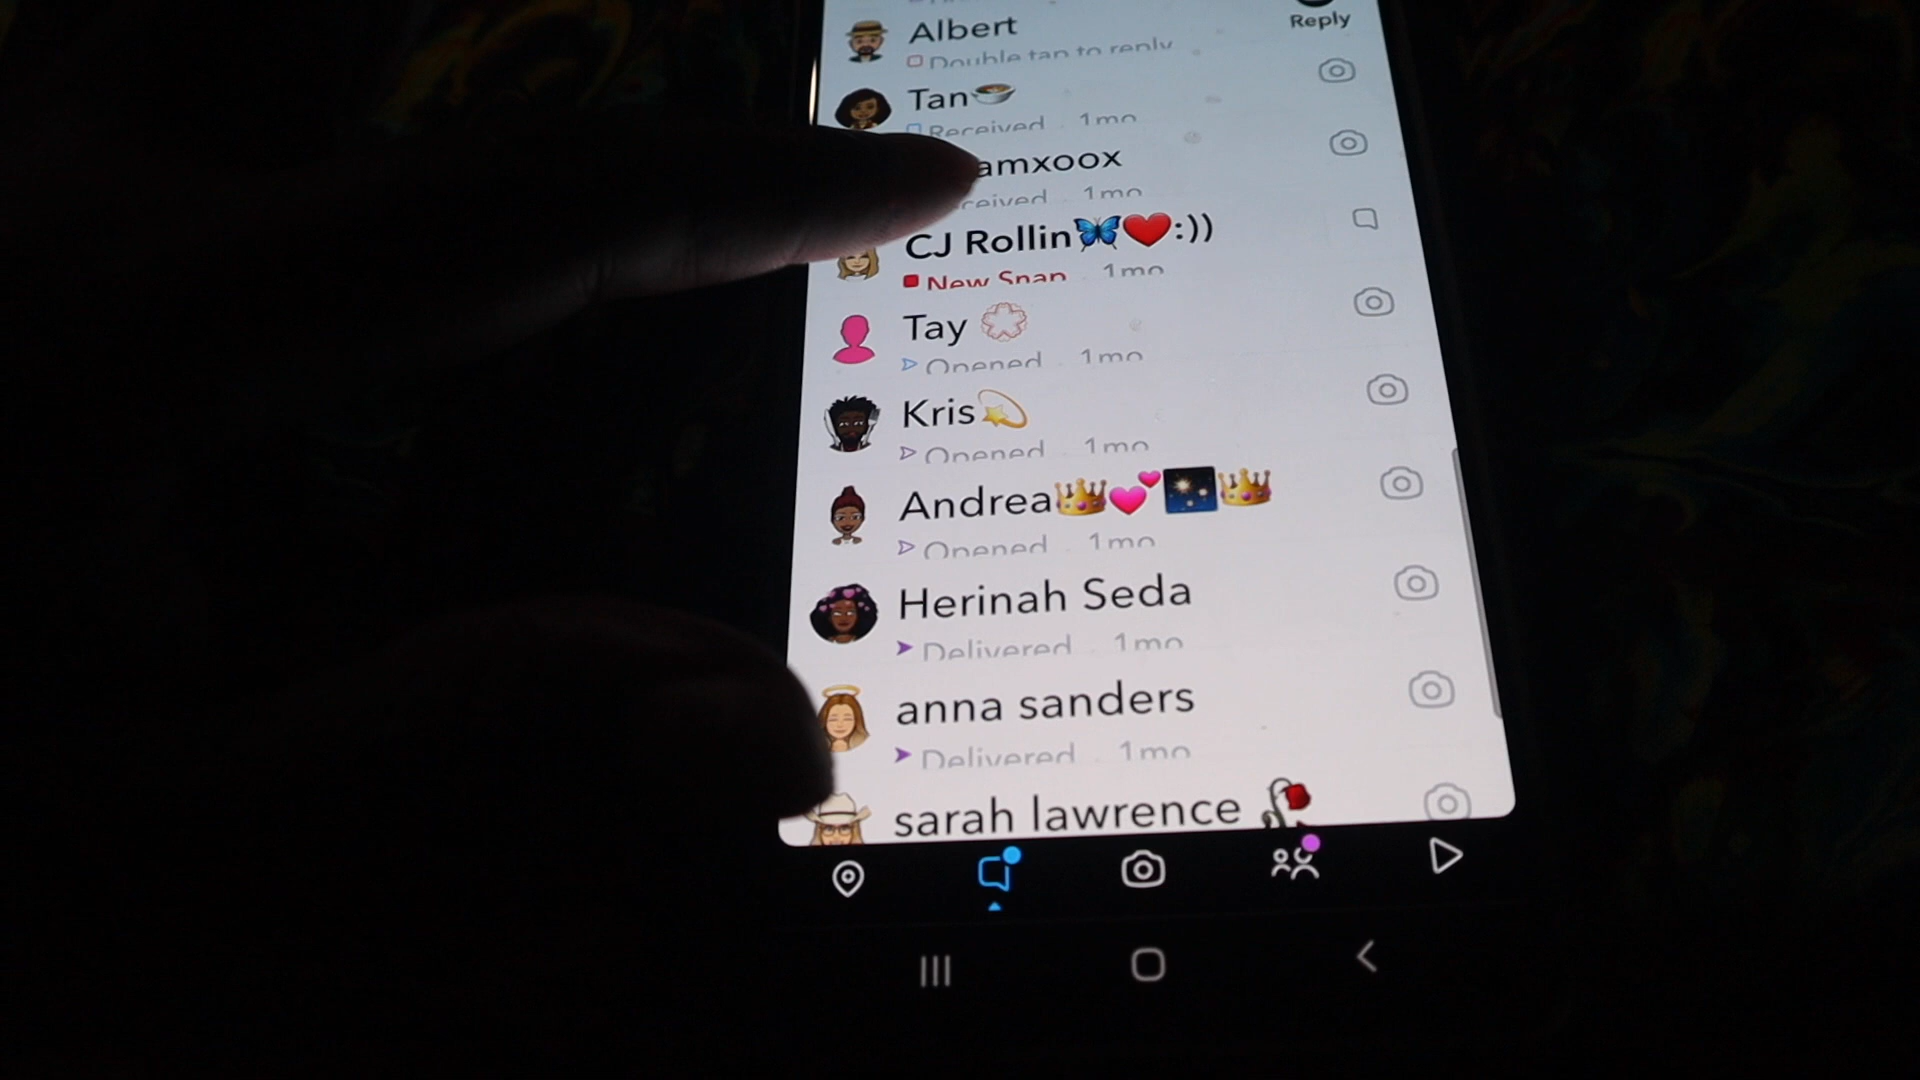 Albert
Reply
Double tap to reply
Tan
Received 1mo
amxoox
ceived 1mo
CJ Rollin🦋❤️:))
New Snap 1mo
Tay 💮
Opened 1mo
Kris💫
Opened 1mo
Andrea👑💕🎇👑
Opened 1mo
Herinah Seda
Delivered 1mo
anna sanders
Delivered 1mo
sarah lawrence 🥀